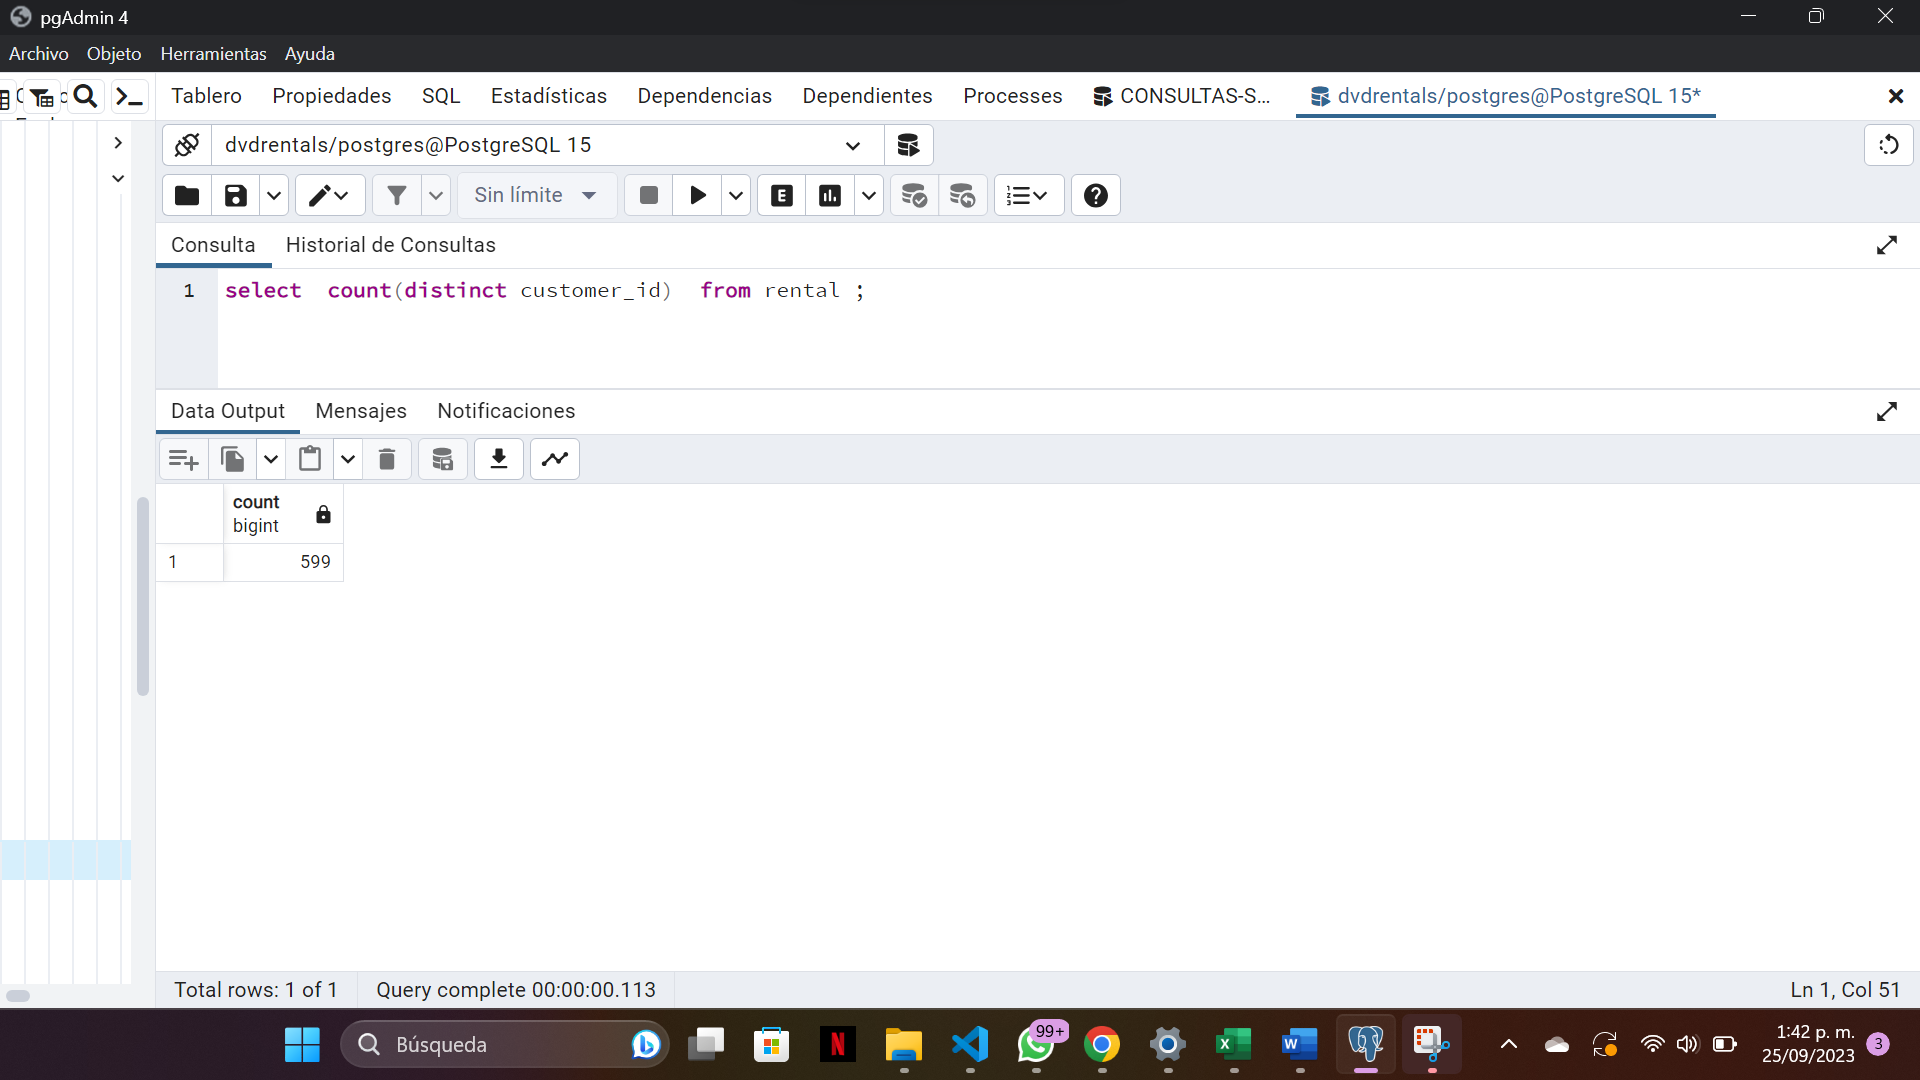 pgAdmin 4
Archivo Objeto Herramientas Ayuda
Tablero Propiedades SQL Estadísticas Dependencias Dependientes Processes CONSULTAS-S... dvdrentals/postgres@PostgreSQL 15*
dvdrentals/postgres@PostgreSQL 15
Sin límite
Consulta Historial de Consultas
1 select count(distinct customer_id) from rental ;
Data Output Mensajes Notificaciones
count
bigint
1 599
Total rows: 1 of 1 Query complete 00:00:00.113 Ln 1, Col 51
Búsqueda
99+
1:42 p. m.
25/09/2023
3